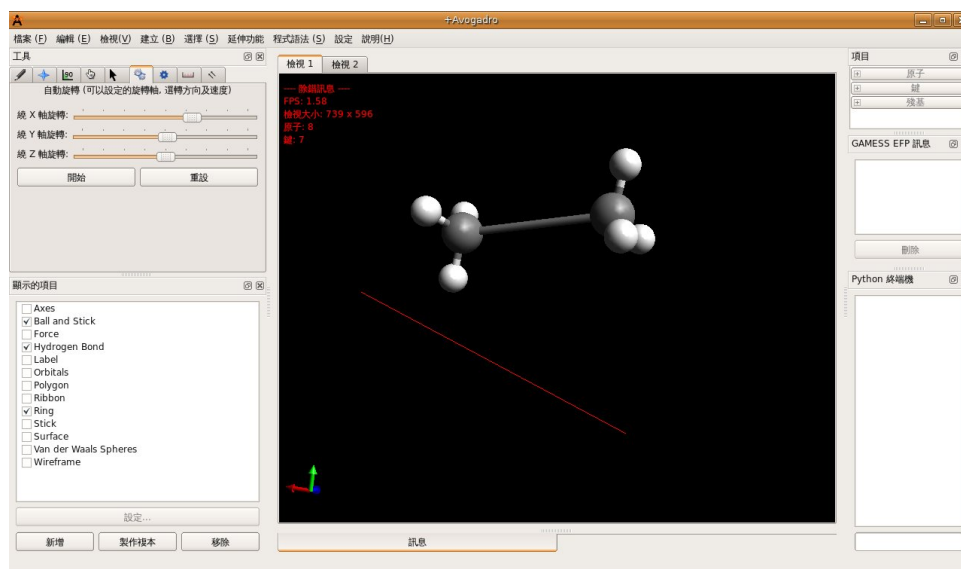 +Avogadro
檔案 (F) 編輯 (E) 檢視(V) 建立 (B) 選擇 (S) 延伸功能 程式語法 (S) 設定 說明(H)
工具
90
自動旋轉 (可以設定的旋轉軸, 選轉方向及速度)
繞 X 軸旋轉:
繞 Y 軸旋轉:
繞 Z 軸旋轉:
開始 重設
顯示的項目
Axes
Ball and Stick
Force
Hydrogen Bond
Label
Orbitals
Polygon
Ribbon
Ring
Stick
Surface
Van der Waals Spheres
Wireframe
設定...
新增 製作複本 移除
檢視 1 檢視 2
── 除錯訊息 ──
FPS: 1.58
檢視大小: 739 x 596
原子: 8
鍵: 7
訊息
項目
原子
鍵
殘基
GAMESS EFP 訊息
刪除
Python 終端機